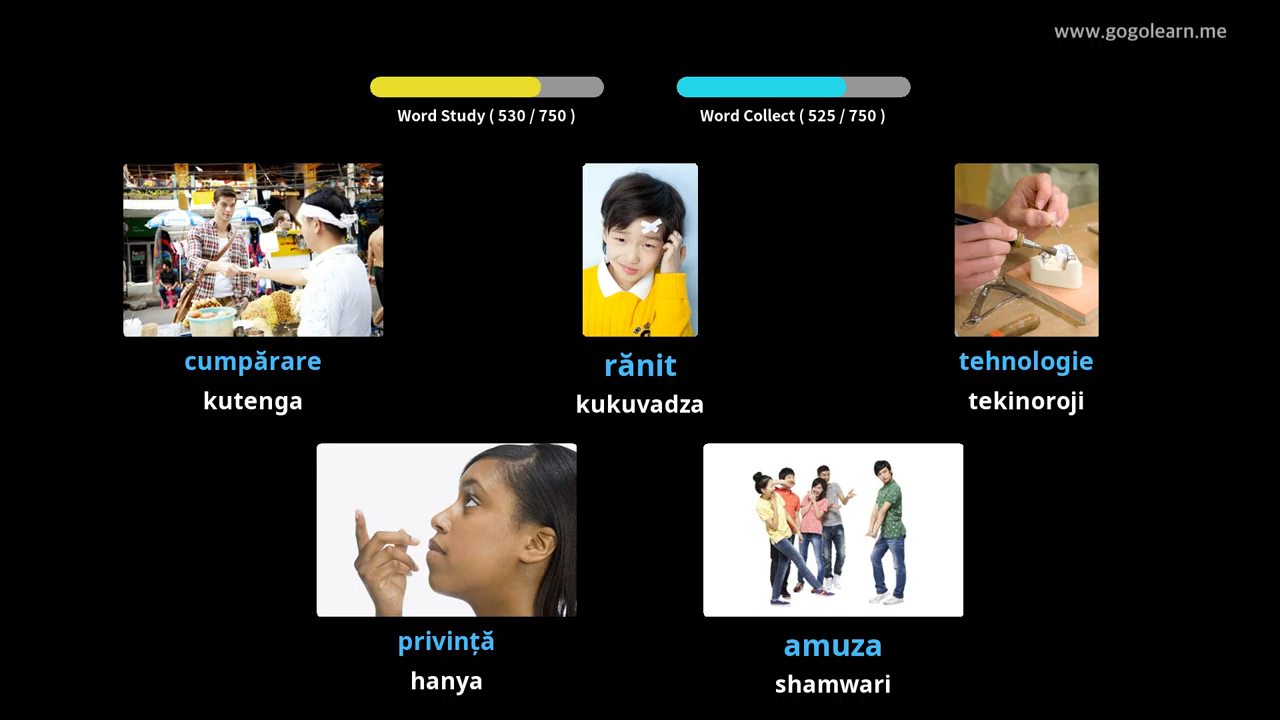 www.gogolearn.me
Word Study ( 530 / 750 )
Word Collect ( 525 / 750 )
cumpărare
kutenga
rănit
kukuvadza
tehnologie
tekinoroji
privință
hanya
amuza
shamwari